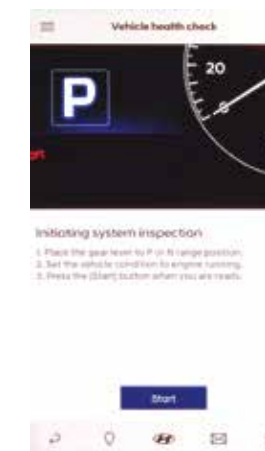 Vehicle health check
P
20
0
Initiating system inspection
1. Place the gear lever to P or N range position.
2. Set the vehicle condition to engine running.
3. Press the [Start] button when you are ready.
Start